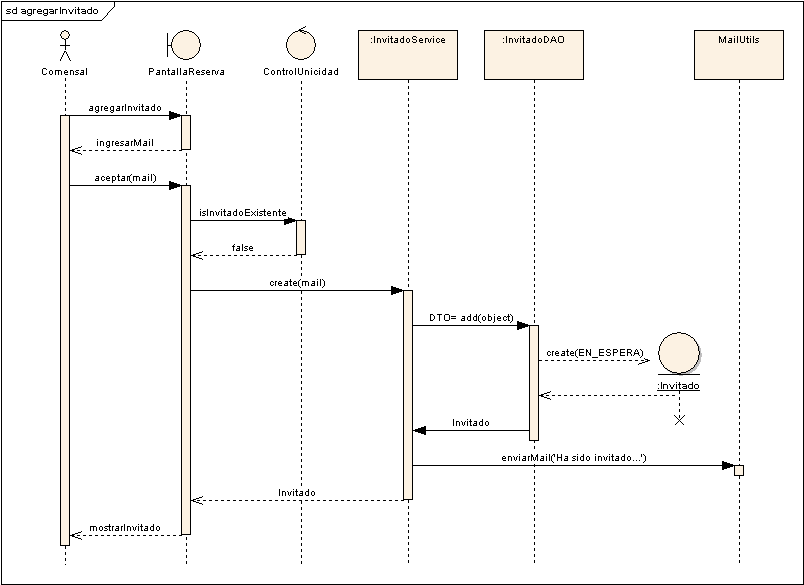 sd agregarInvitado
:InvitadoService
:InvitadoDAO
MailUtils
Comensal
PantallaReserva
ControlUnicidad
agregarInvitado
ingresarMail
aceptar(mail)
isInvitadoExistente
false
create(mail)
DTO= add(object)
create(EN_ESPERA)
:Invitado
Invitado
enviarMail('Ha sido invitado...')
Invitado
mostrarInvitado